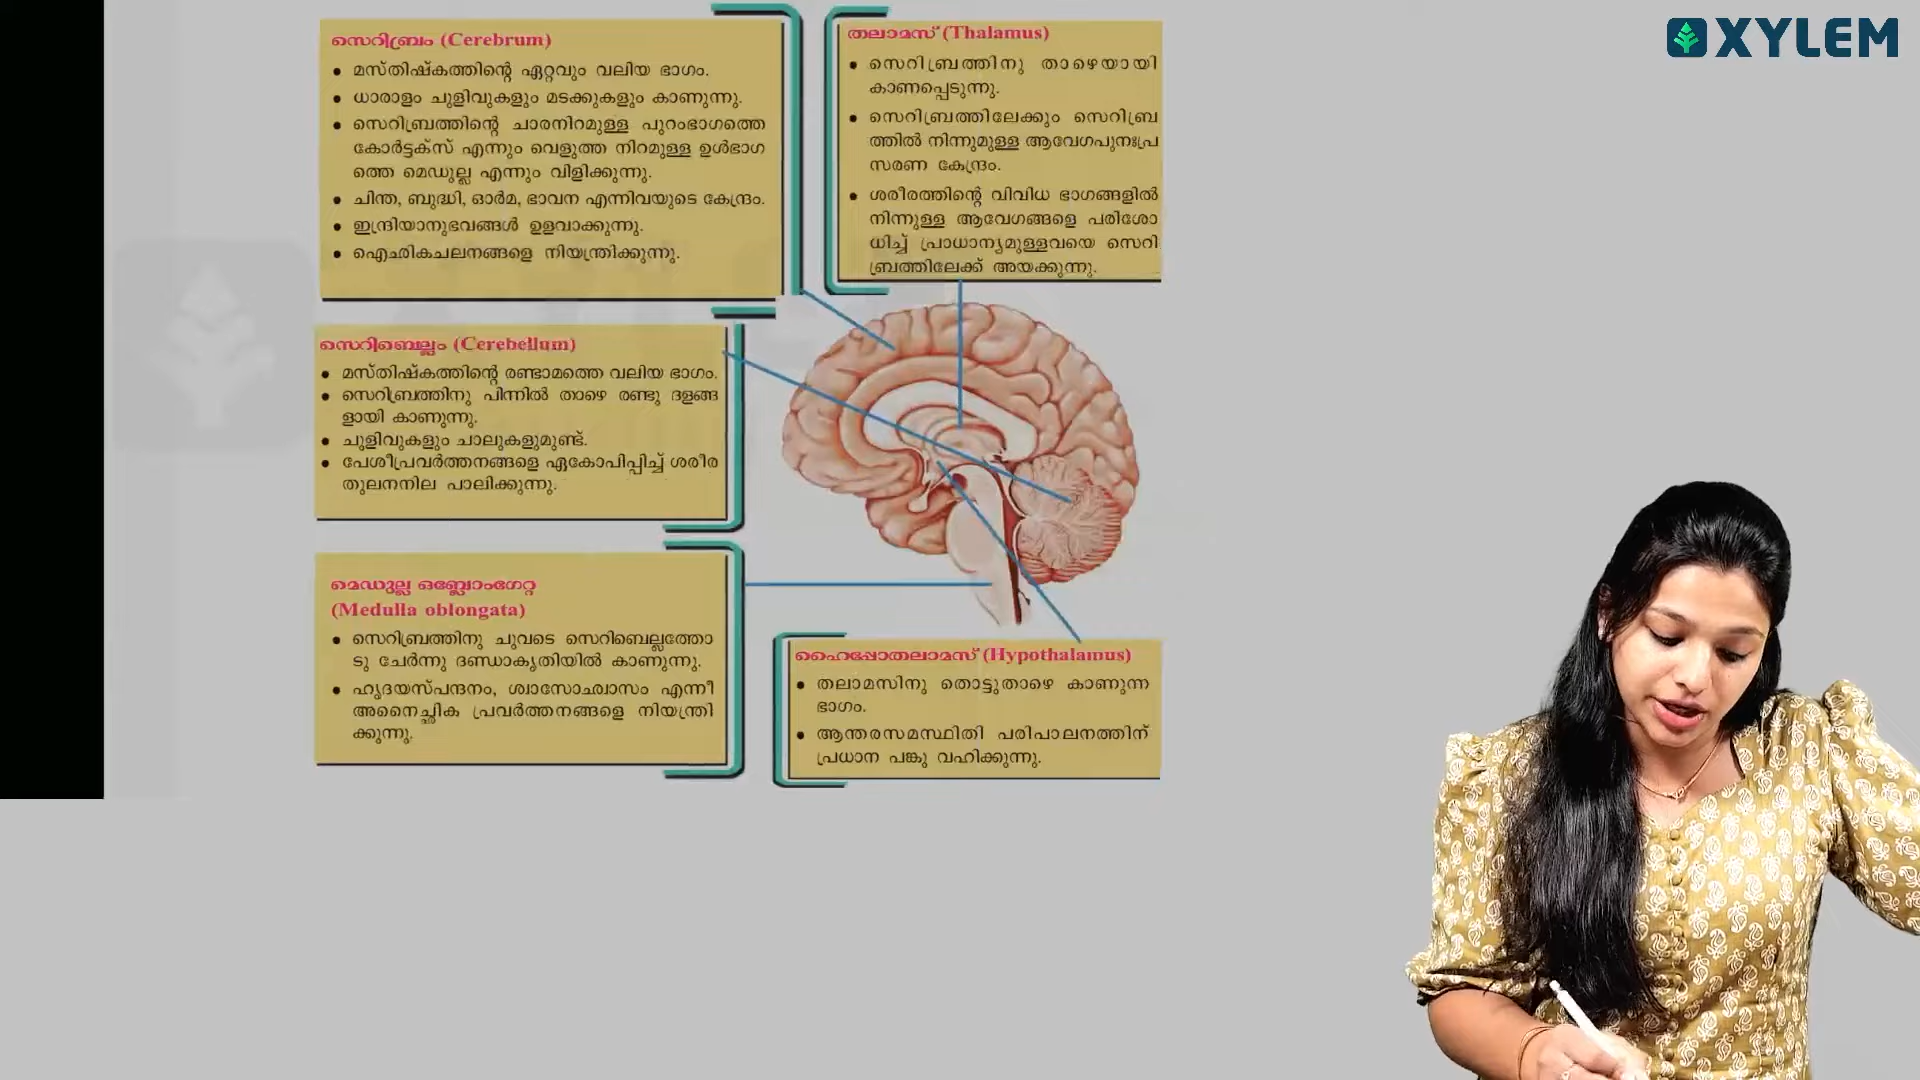 XYLEM
സെറിബ്രം (Cerebrum)
മസ്തിഷ്കത്തിന്റെ ഏറ്റവും വലിയ ഭാഗം.
ധാരാളം ചുളിവുകളും മടക്കുകളും കാണുന്നു.
സെറിബ്രത്തിന്റെ ചാരനിറമുള്ള പുറംഭാഗത്തെ
കോർട്ടക്സ് എന്നും വെളുത്ത നിറമുള്ള ഉൾഭാഗ
ത്തെ മെഡുല്ല എന്നും വിളിക്കുന്നു.
ചിന്ത, ബുദ്ധി, ഓർമ, ഭാവന എന്നിവയുടെ കേന്ദ്രം.
ഇന്ദ്രിയാനുഭവങ്ങൾ ഉളവാക്കുന്നു.
ഐഛികചലനങ്ങളെ നിയന്ത്രിക്കുന്നു.
തലാമസ് (Thalamus)
സെറിബ്രത്തിനു താഴെയായി
കാണപ്പെടുന്നു.
സെറിബ്രത്തിലേക്കും സെറിബ്ര
ത്തിൽ നിന്നുമുള്ള ആവേഗപുനഃപ്ര
സരണ കേന്ദ്രം.
ശരീരത്തിന്റെ വിവിധ ഭാഗങ്ങളിൽ
നിന്നുള്ള ആവേഗങ്ങളെ പരിശോ
ധിച്ച് പ്രാധാന്യമുള്ളവയെ സെറി
ബ്രത്തിലേക്ക് അയക്കുന്നു.
സെറിബെല്ലം (Cerebellum)
മസ്തിഷ്കത്തിന്റെ രണ്ടാമത്തെ വലിയ ഭാഗം.
സെറിബ്രത്തിനു പിന്നിൽ താഴെ രണ്ടു ദളങ്ങ
ളായി കാണുന്നു.
ചുളിവുകളും ചാലുകളുമുണ്ട്.
പേശീപ്രവർത്തനങ്ങളെ ഏകോപിപ്പിച്ച് ശരീര
തുലനനില പാലിക്കുന്നു.
മെഡുല്ല ഒബ്ലോംഗേറ്റ
(Medulla oblongata)
സെറിബ്രത്തിനു ചുവടെ സെറിബെല്ലത്തോ
ടു ചേർന്നു ദണ്ഡാകൃതിയിൽ കാണുന്നു.
ഹൃദയസ്പന്ദനം, ശ്വാസോഛ്വാസം എന്നീ
അനൈച്ഛിക പ്രവർത്തനങ്ങളെ നിയന്ത്രി
ക്കുന്നു.
ഹൈപ്പോതലാമസ് (Hypothalamus)
തലാമസിനു തൊട്ടുതാഴെ കാണുന്ന
ഭാഗം.
ആന്തരസമസ്ഥിതി പരിപാലനത്തിന്
പ്രധാന പങ്കു വഹിക്കുന്നു.